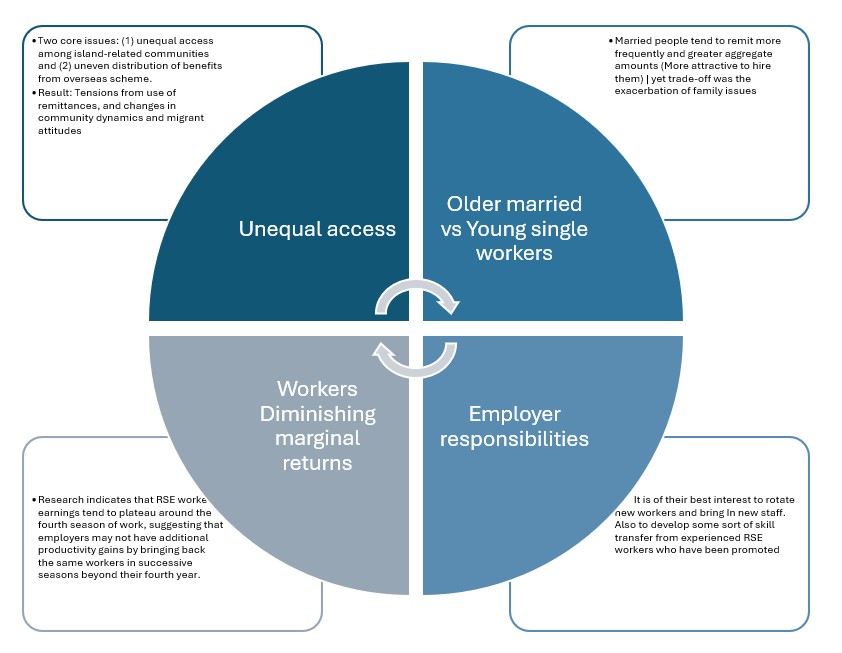 •Two core issues: (1) unequal access
among island-related communities
and (2) uneven distribution of benefits
from overseas scheme.
•Result: Tensions from use of
remittances, and changes in
community dynamics and migrant
attitudes
•Married people tend to remit more
frequently and greater aggregate
amounts (More attractive to hire
them) | yet trade-off was the
exacerbation of family issues
Unequal access
Older married
vs Young single
workers
Workers
Diminishing
marginal
returns
Employer
responsibilities
•Research indicates that RSE
earnings tend to plateau around the
fourth season of work, suggesting that
employers may not have additional
productivity gains by bringing back
the same workers in successive
seasons beyond their fourth year.
It is of their best interest to rotate
new workers and bring In new staff.
Also to develop some sort of skill
transfer from experienced RSE
workers who have been promoted